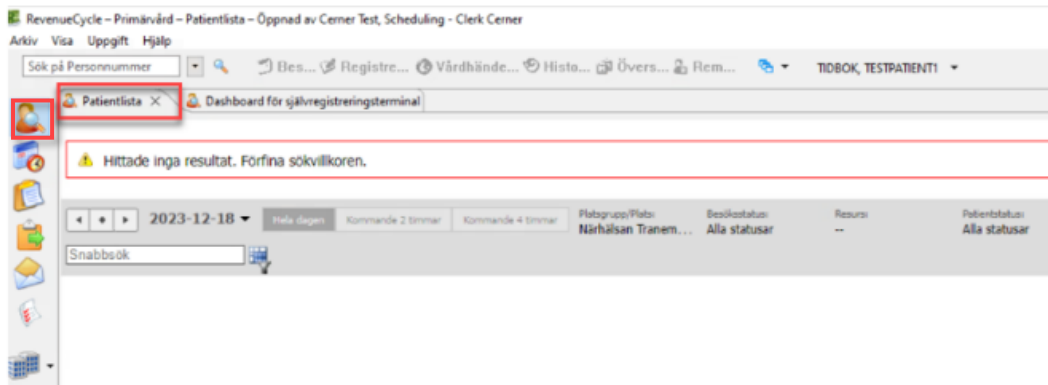 RevenueCycle – Primärvård – Patientlista – Öppnad av Cerner Test, Scheduling - Clerk Cerner
Arkiv Visa Uppgift Hjälp
Sök på Personnummer Bes... Registre... Vårdhände... Histo... Övers... Rem... TIDBOK, TESTPATIENT1
Patientlista Dashboard för självregistreringsterminal
Hittade inga resultat. Förfina sökvillkoren.
2023-12-18 Hela dagen Kommande 2 timmar Kommande 4 timmar
Platsgrupp/Plats: Besöksstatus: Resurs: Patientstatus:
Närhälsan Tranem... Alla statusar -- Alla statusar
Snabbsök